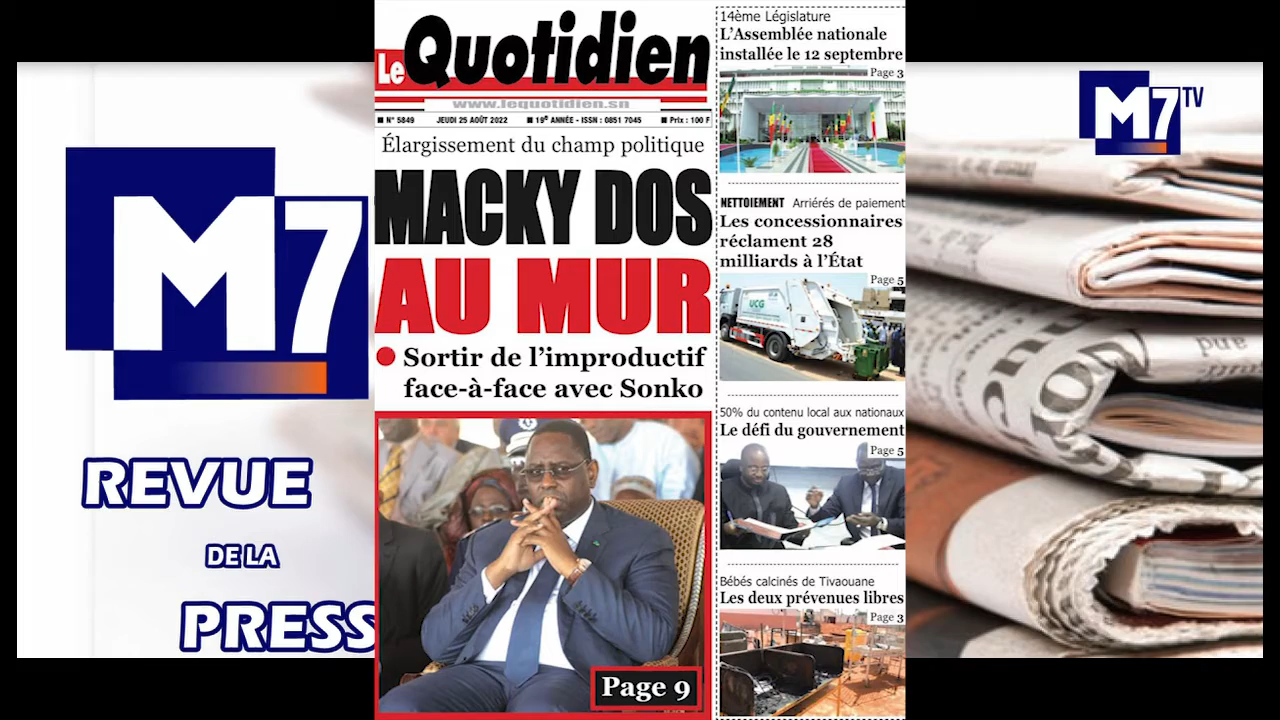 M7
REVUE
DE LA
PRESS
Le Quotidien
www.lequotidien.sn
N° 5849 JEUDI 25 AOÛT 2022 19e ANNÉE - ISSN : 0851 7045 Prix : 100 F
Élargissement du champ politique
MACKY DOS
AU MUR
Sortir de l'improductif
face-à-face avec Sonko
Page 9
14ème Législature
L'Assemblée nationale
installée le 12 septembre
Page 3
NETTOIEMENT Arriérés de paiement
Les concessionnaires
réclament 28
milliards à l'État
Page 5
UCG
50% du contenu local aux nationaux
Le défi du gouvernement
Page 5
Bébés calcinés de Tivaouane
Les deux prévenues libres
Page 3
M7TV
and